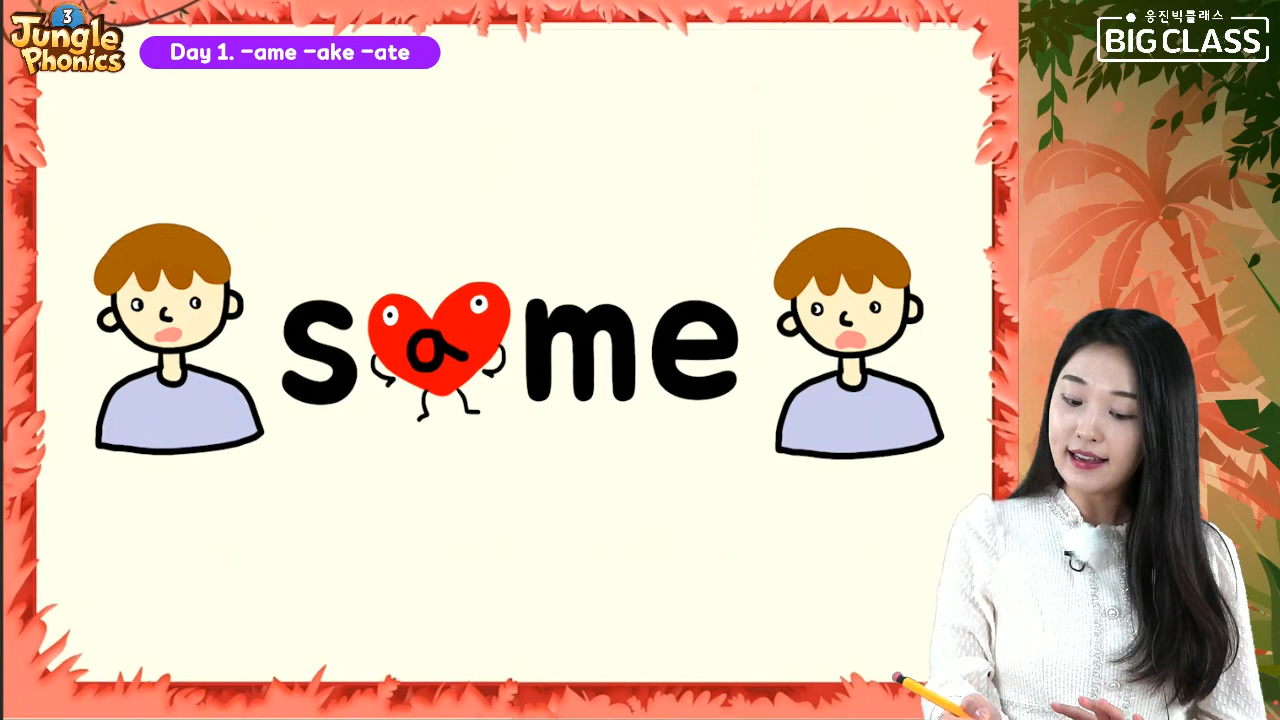 3
Jungle
Phonics
Day 1. -ame -ake -ate
웅진빅클래스
BIG CLASS
same